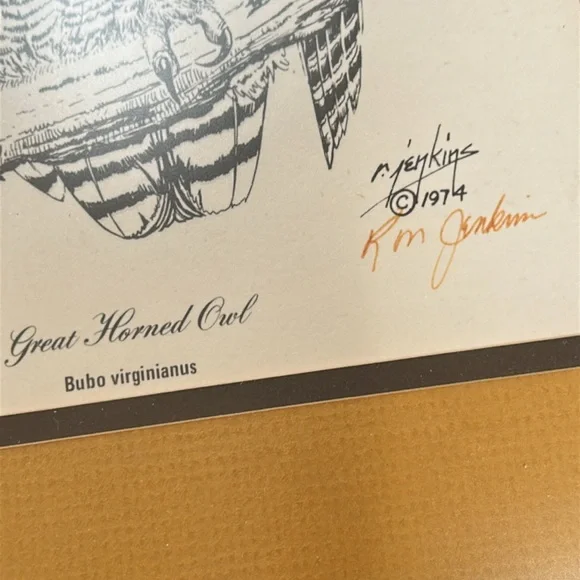 r. jenkins
© 1974
Ron Jenkins
Great Horned Owl
Bubo virginianus